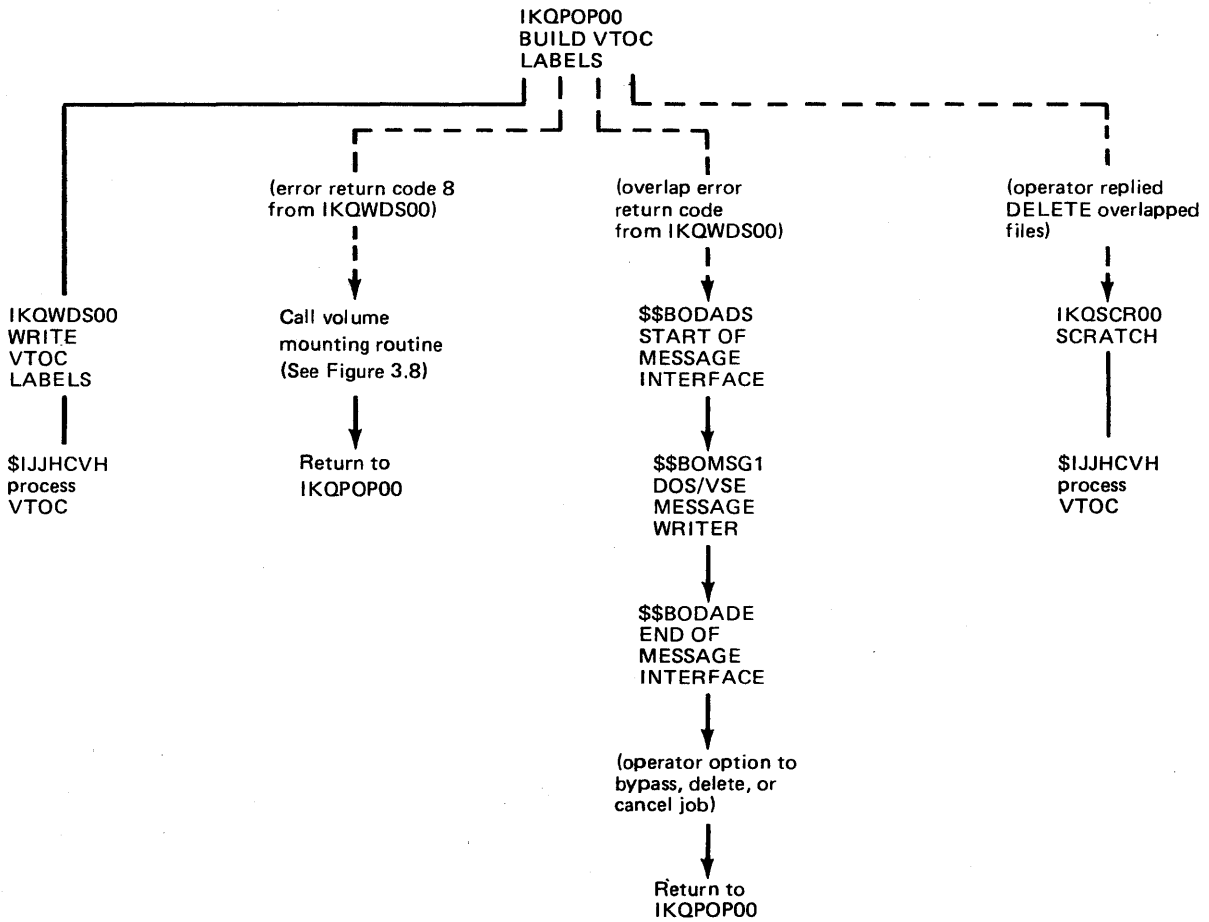 IKQPOP00
BUILD VTOC
LABELS
(error return code 8
from IKQWDS00)
(overlap error
return code
from IKQWDS00)
(operator replied
DELETE overlapped
files)
IKQWDS00
WRITE
VTOC
LABELS
Call volume
mounting routine
(See Figure 3.8)
$$BODADS
START OF
MESSAGE
INTERFACE
IKQSCR00
SCRATCH
$IJJHCVH
process
VTOC
Return to
IKQPOP00
$$BOMSG1
DOS/VSE
MESSAGE
WRITER
$IJJHCVH
process
VTOC
$$BODADE
END OF
MESSAGE
INTERFACE
(operator option to
bypass, delete, or
cancel job)
Return to
IKQPOP00